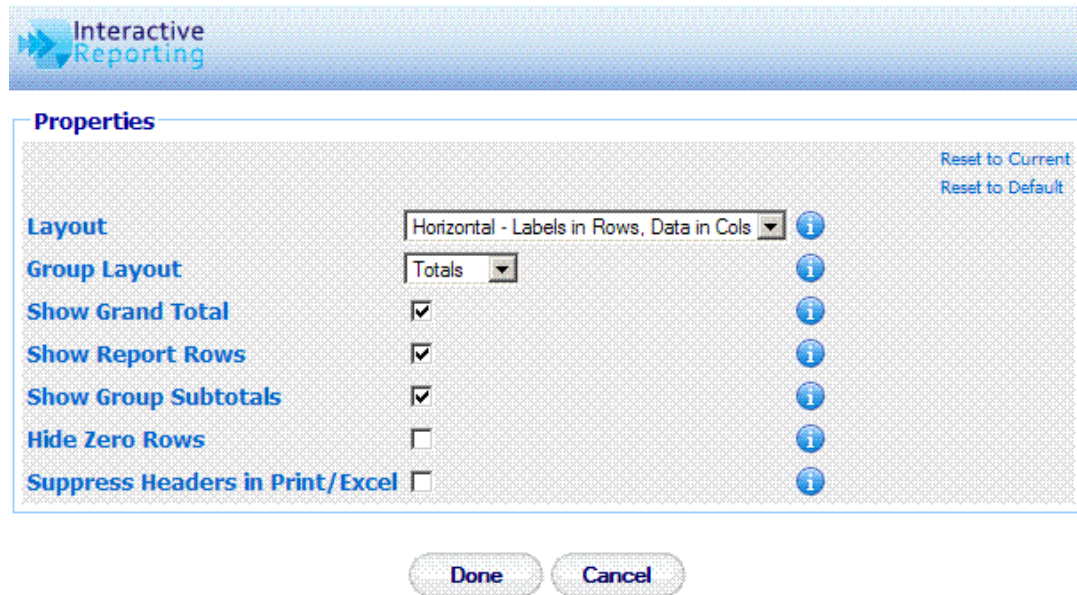 Interactive
Reporting
Properties
Reset to Current
Reset to Default
Layout Horizontal - Labels in Rows, Data in Cols
Group Layout Totals
Show Grand Total
Show Report Rows
Show Group Subtotals
Hide Zero Rows
Suppress Headers in Print/Excel
Done Cancel